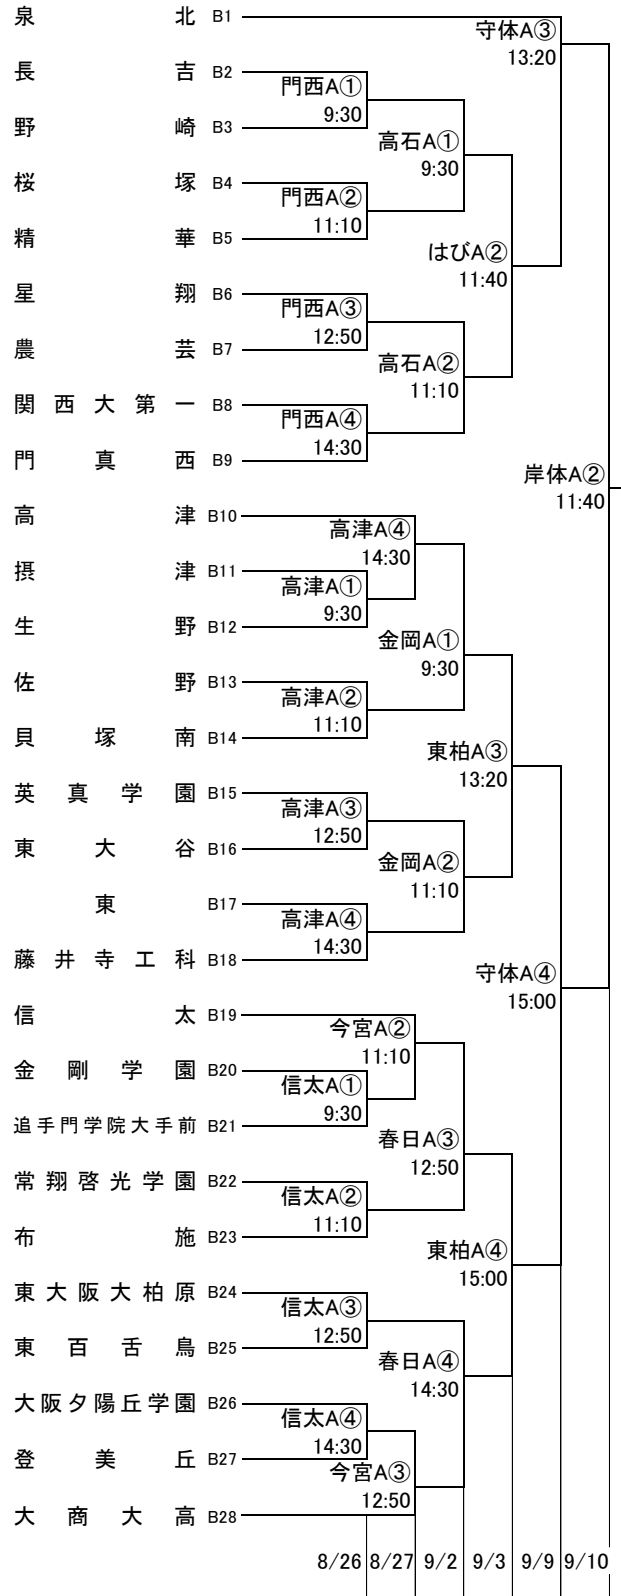 泉北 B1
守体A③
13:20
長吉 B2
門西A①
9:30
野崎 B3
高石A①
9:30
桜塚 B4
門西A②
11:10
精華 B5
はびA②
11:40
星翔 B6
門西A③
12:50
農芸 B7
高石A②
11:10
関西大第一 B8
門西A④
14:30
門真西 B9
岸体A②
11:40
高津 B10
高津A④
14:30
摂津 B11
高津A①
9:30
生野 B12
金岡A①
9:30
佐野 B13
高津A②
11:10
貝塚南 B14
東柏A③
13:20
英真学園 B15
高津A③
12:50
東大谷 B16
金岡A②
11:10
東 B17
高津A④
14:30
藤井寺工科 B18
守体A④
15:00
信太 B19
今宮A②
11:10
金剛学園 B20
信太A①
9:30
追手門学院大手前 B21
春日A③
12:50
常翔啓光学園 B22
信太A②
11:10
布施 B23
東柏A④
15:00
東大阪大柏原 B24
信太A③
12:50
東百舌鳥 B25
春日A④
14:30
大阪夕陽丘学園 B26
信太A④
14:30
登美丘 B27
今宮A③
12:50
大商大高 B28
8/26 8/27 9/2 9/3 9/9 9/10